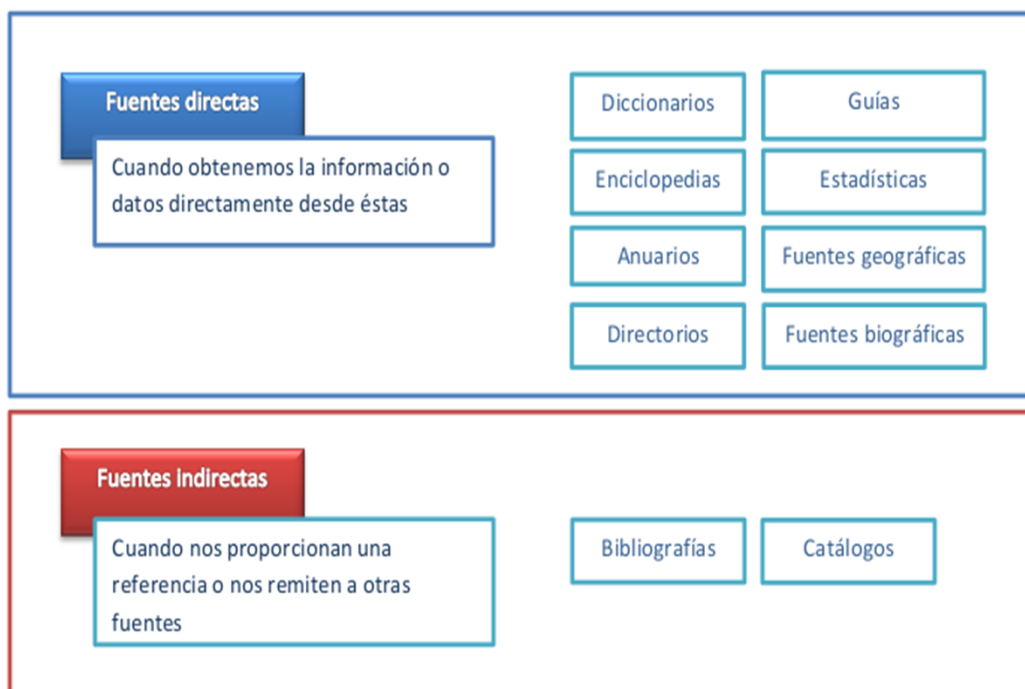 Fuentes directas
Cuando obtenemos la información o
datos directamente desde éstas
Diccionarios
Guías
Enciclopedias
Estadísticas
Anuarios
Fuentes geográficas
Directorios
Fuentes biográficas
Fuentes indirectas
Cuando nos proporcionan una
referencia o nos remiten a otras
fuentes
Bibliografías
Catálogos